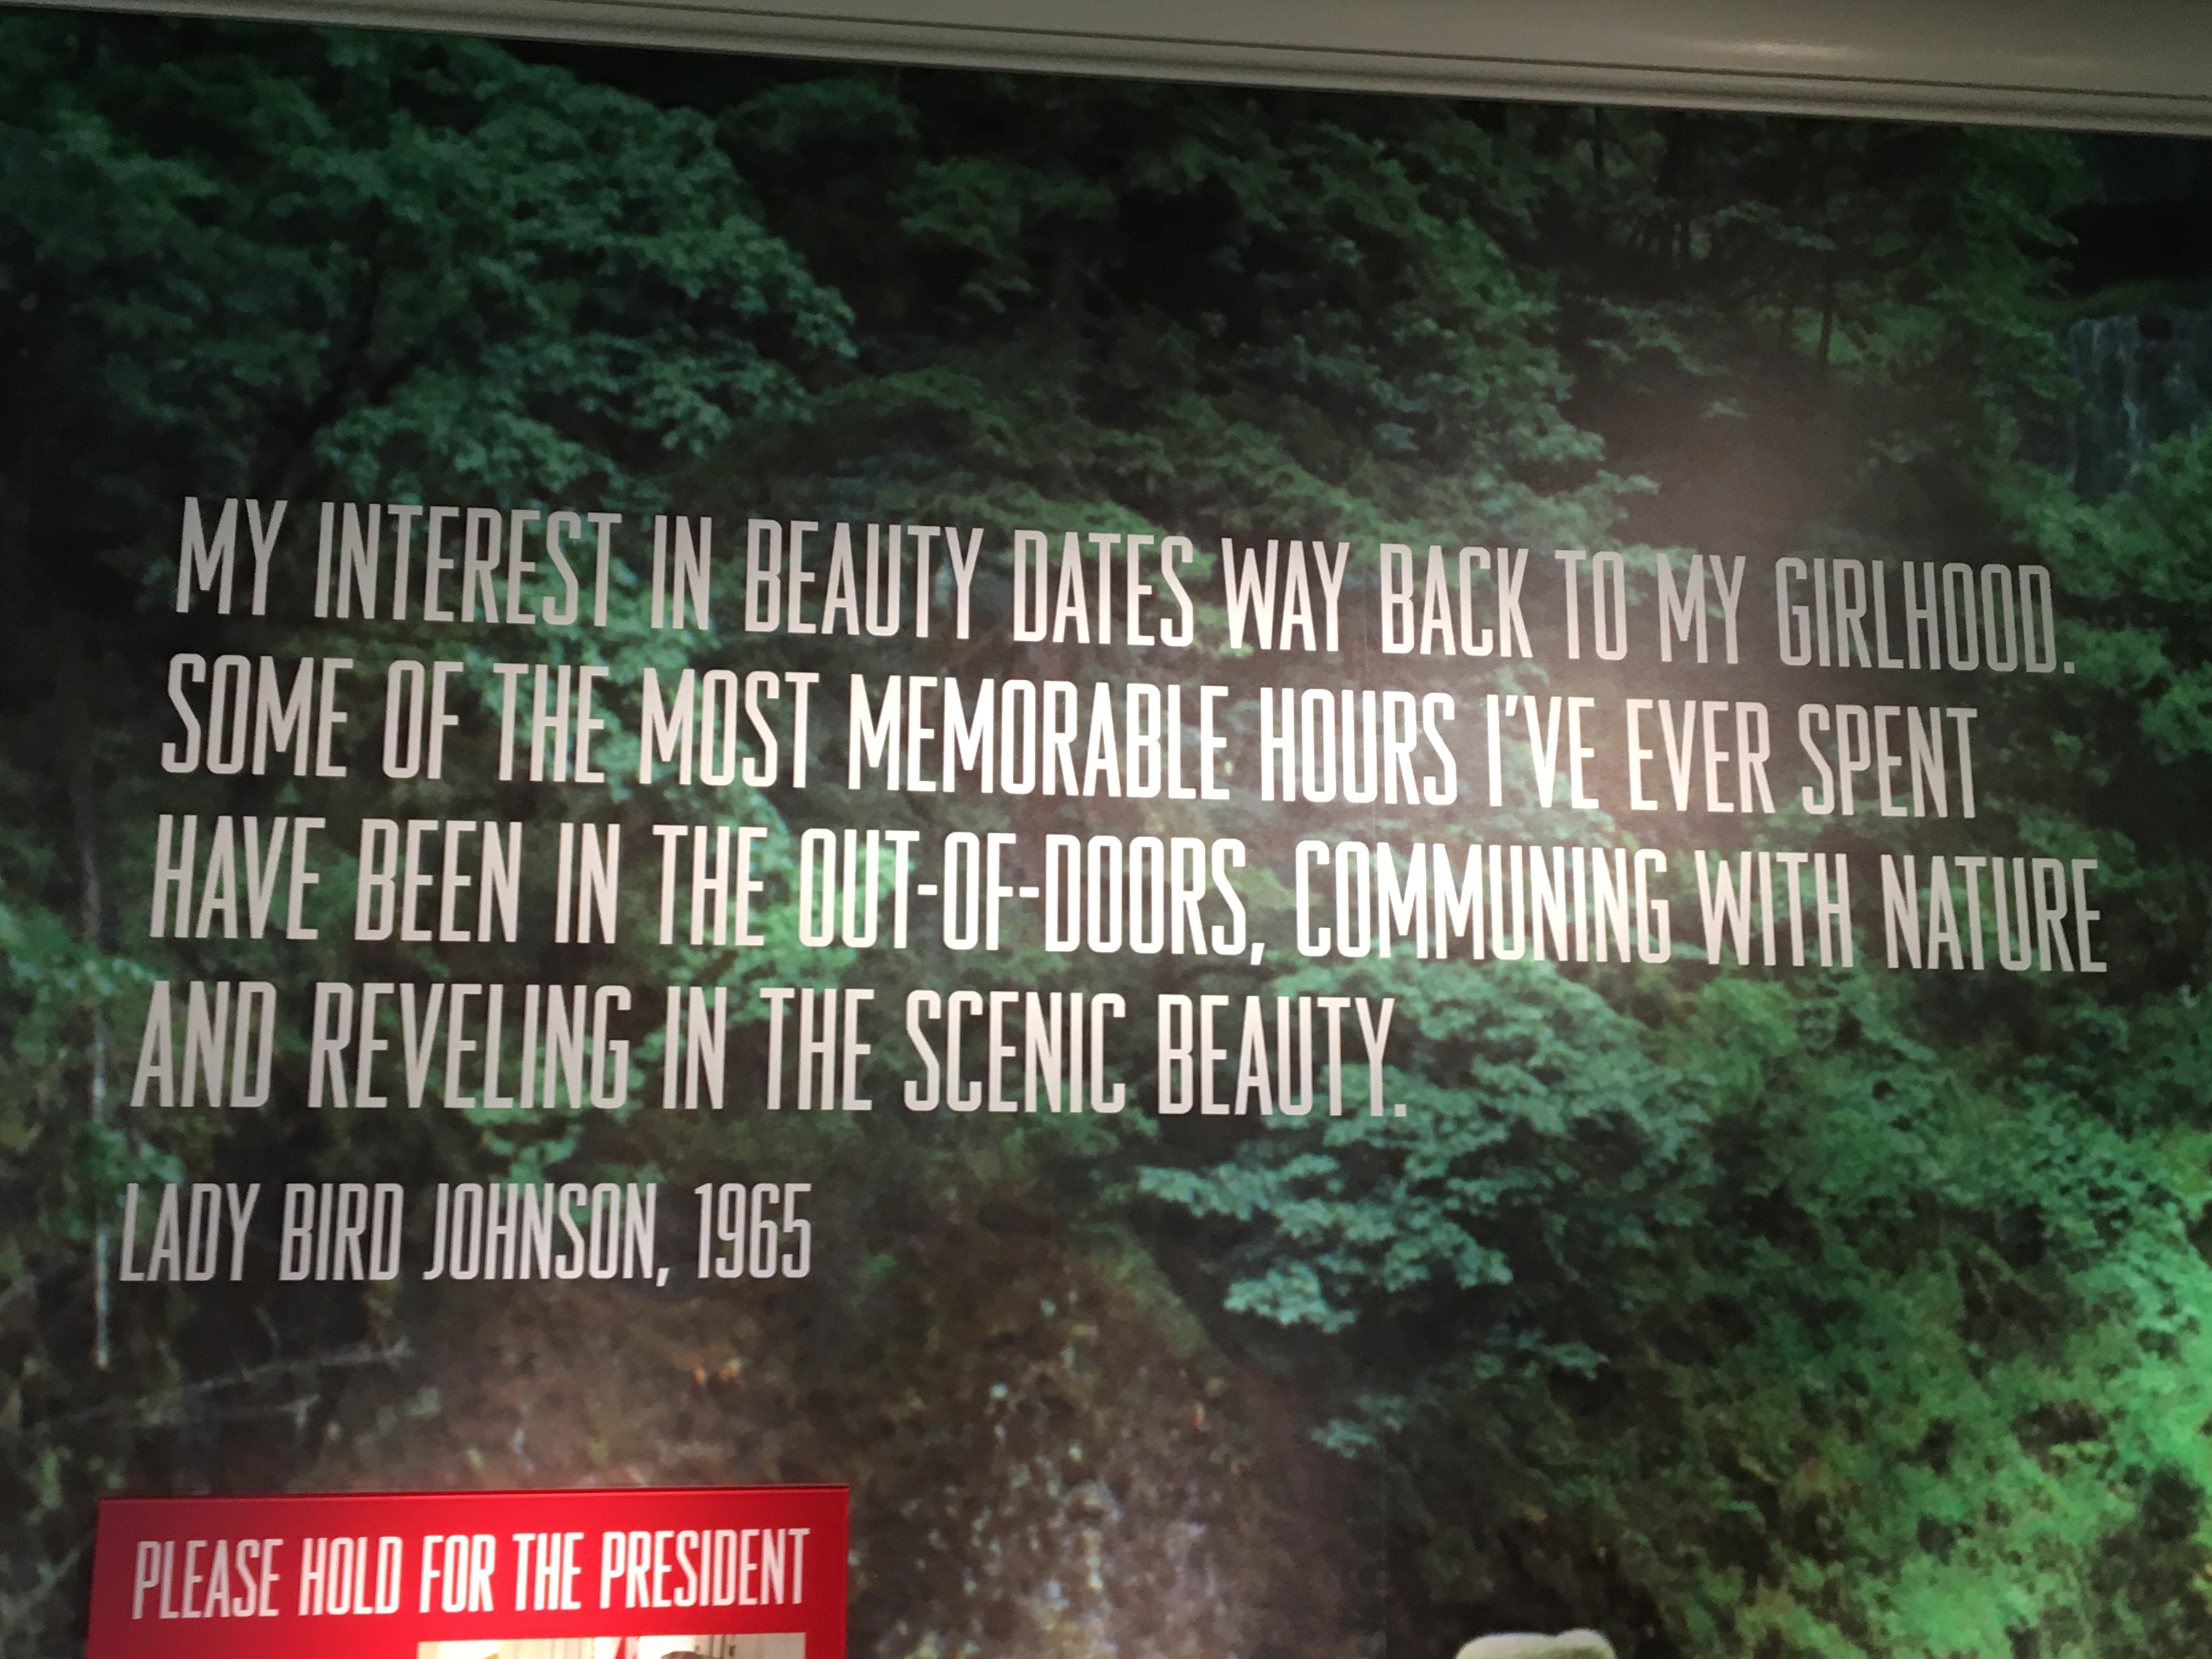 MY INTEREST IN BEAUTY DATES WAY BACK TO MY GIRLHOOD.
SOME OF THE MOST MEMORABLE HOURS I'VE EVER SPENT
HAVE BEEN IN THE OUT-OF-DOORS, COMMUNING WITH NATURE
AND REVELING IN THE SCENIC BEAUTY.
LADY BIRD JOHNSON, 1965
PLEASE HOLD FOR THE PRESIDENT